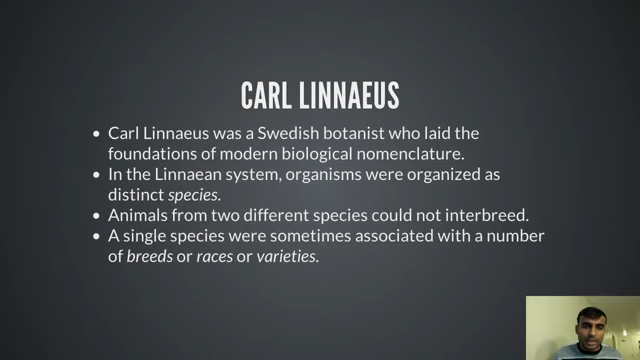 CARL LINNAEUS
• Carl Linnaeus was a Swedish botanist who laid the
foundations of modern biological nomenclature.
• In the Linnaean system, organisms were organized as
distinct species.
• Animals from two different species could not interbreed.
• A single species were sometimes associated with a number
of breeds or races or varieties.